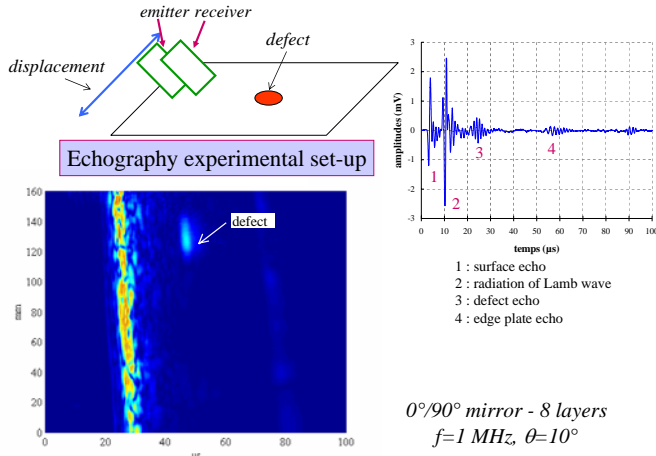 emitter receiver
defect
displacement
Echography experimental set-up
160
140
120
100
80
60
40
20
0
mm
0
20
40
60
80
100
µs
defect
3
2
1
0
-1
-2
-3
amplitudes (mV)
0
10
20
30
40
50
60
70
80
90
100
temps (µs)
1
2
3
4
1 : surface echo
2 : radiation of Lamb wave
3 : defect echo
4 : edge plate echo
0°/90° mirror - 8 layers
f=1 MHz, θ=10°